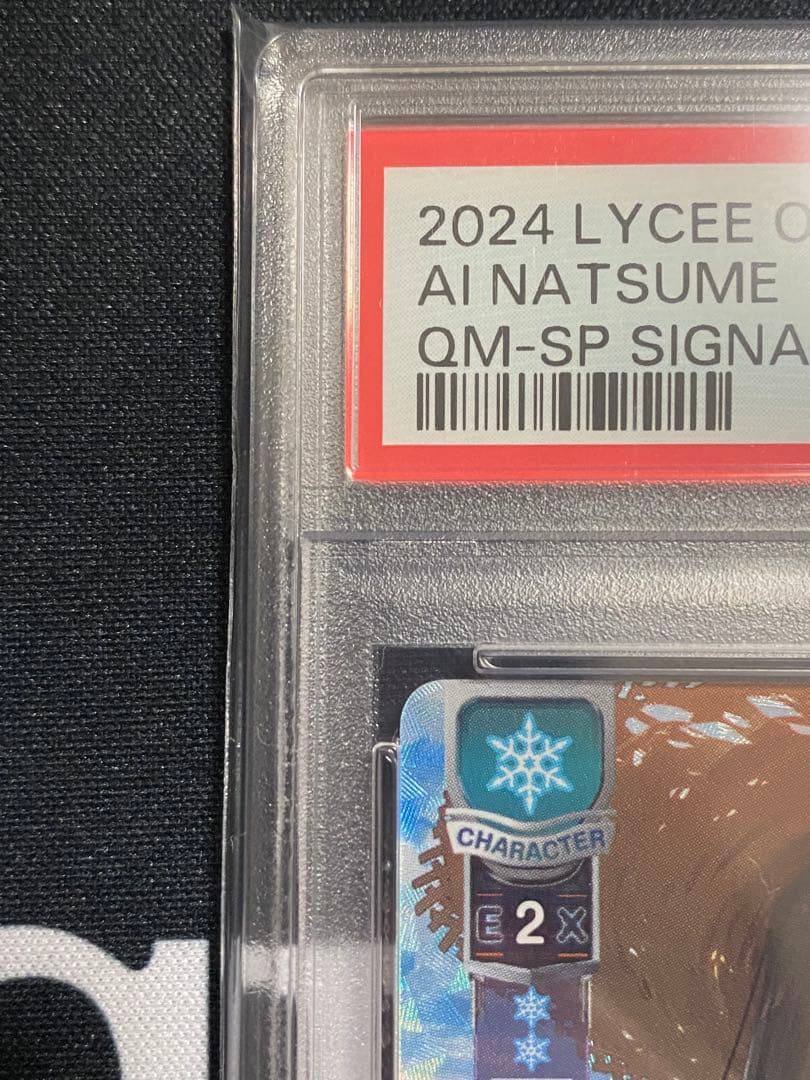 2024 LYCEE O
AI NATSUME
QM-SP SIGNA
CHARACTER
E 2 X